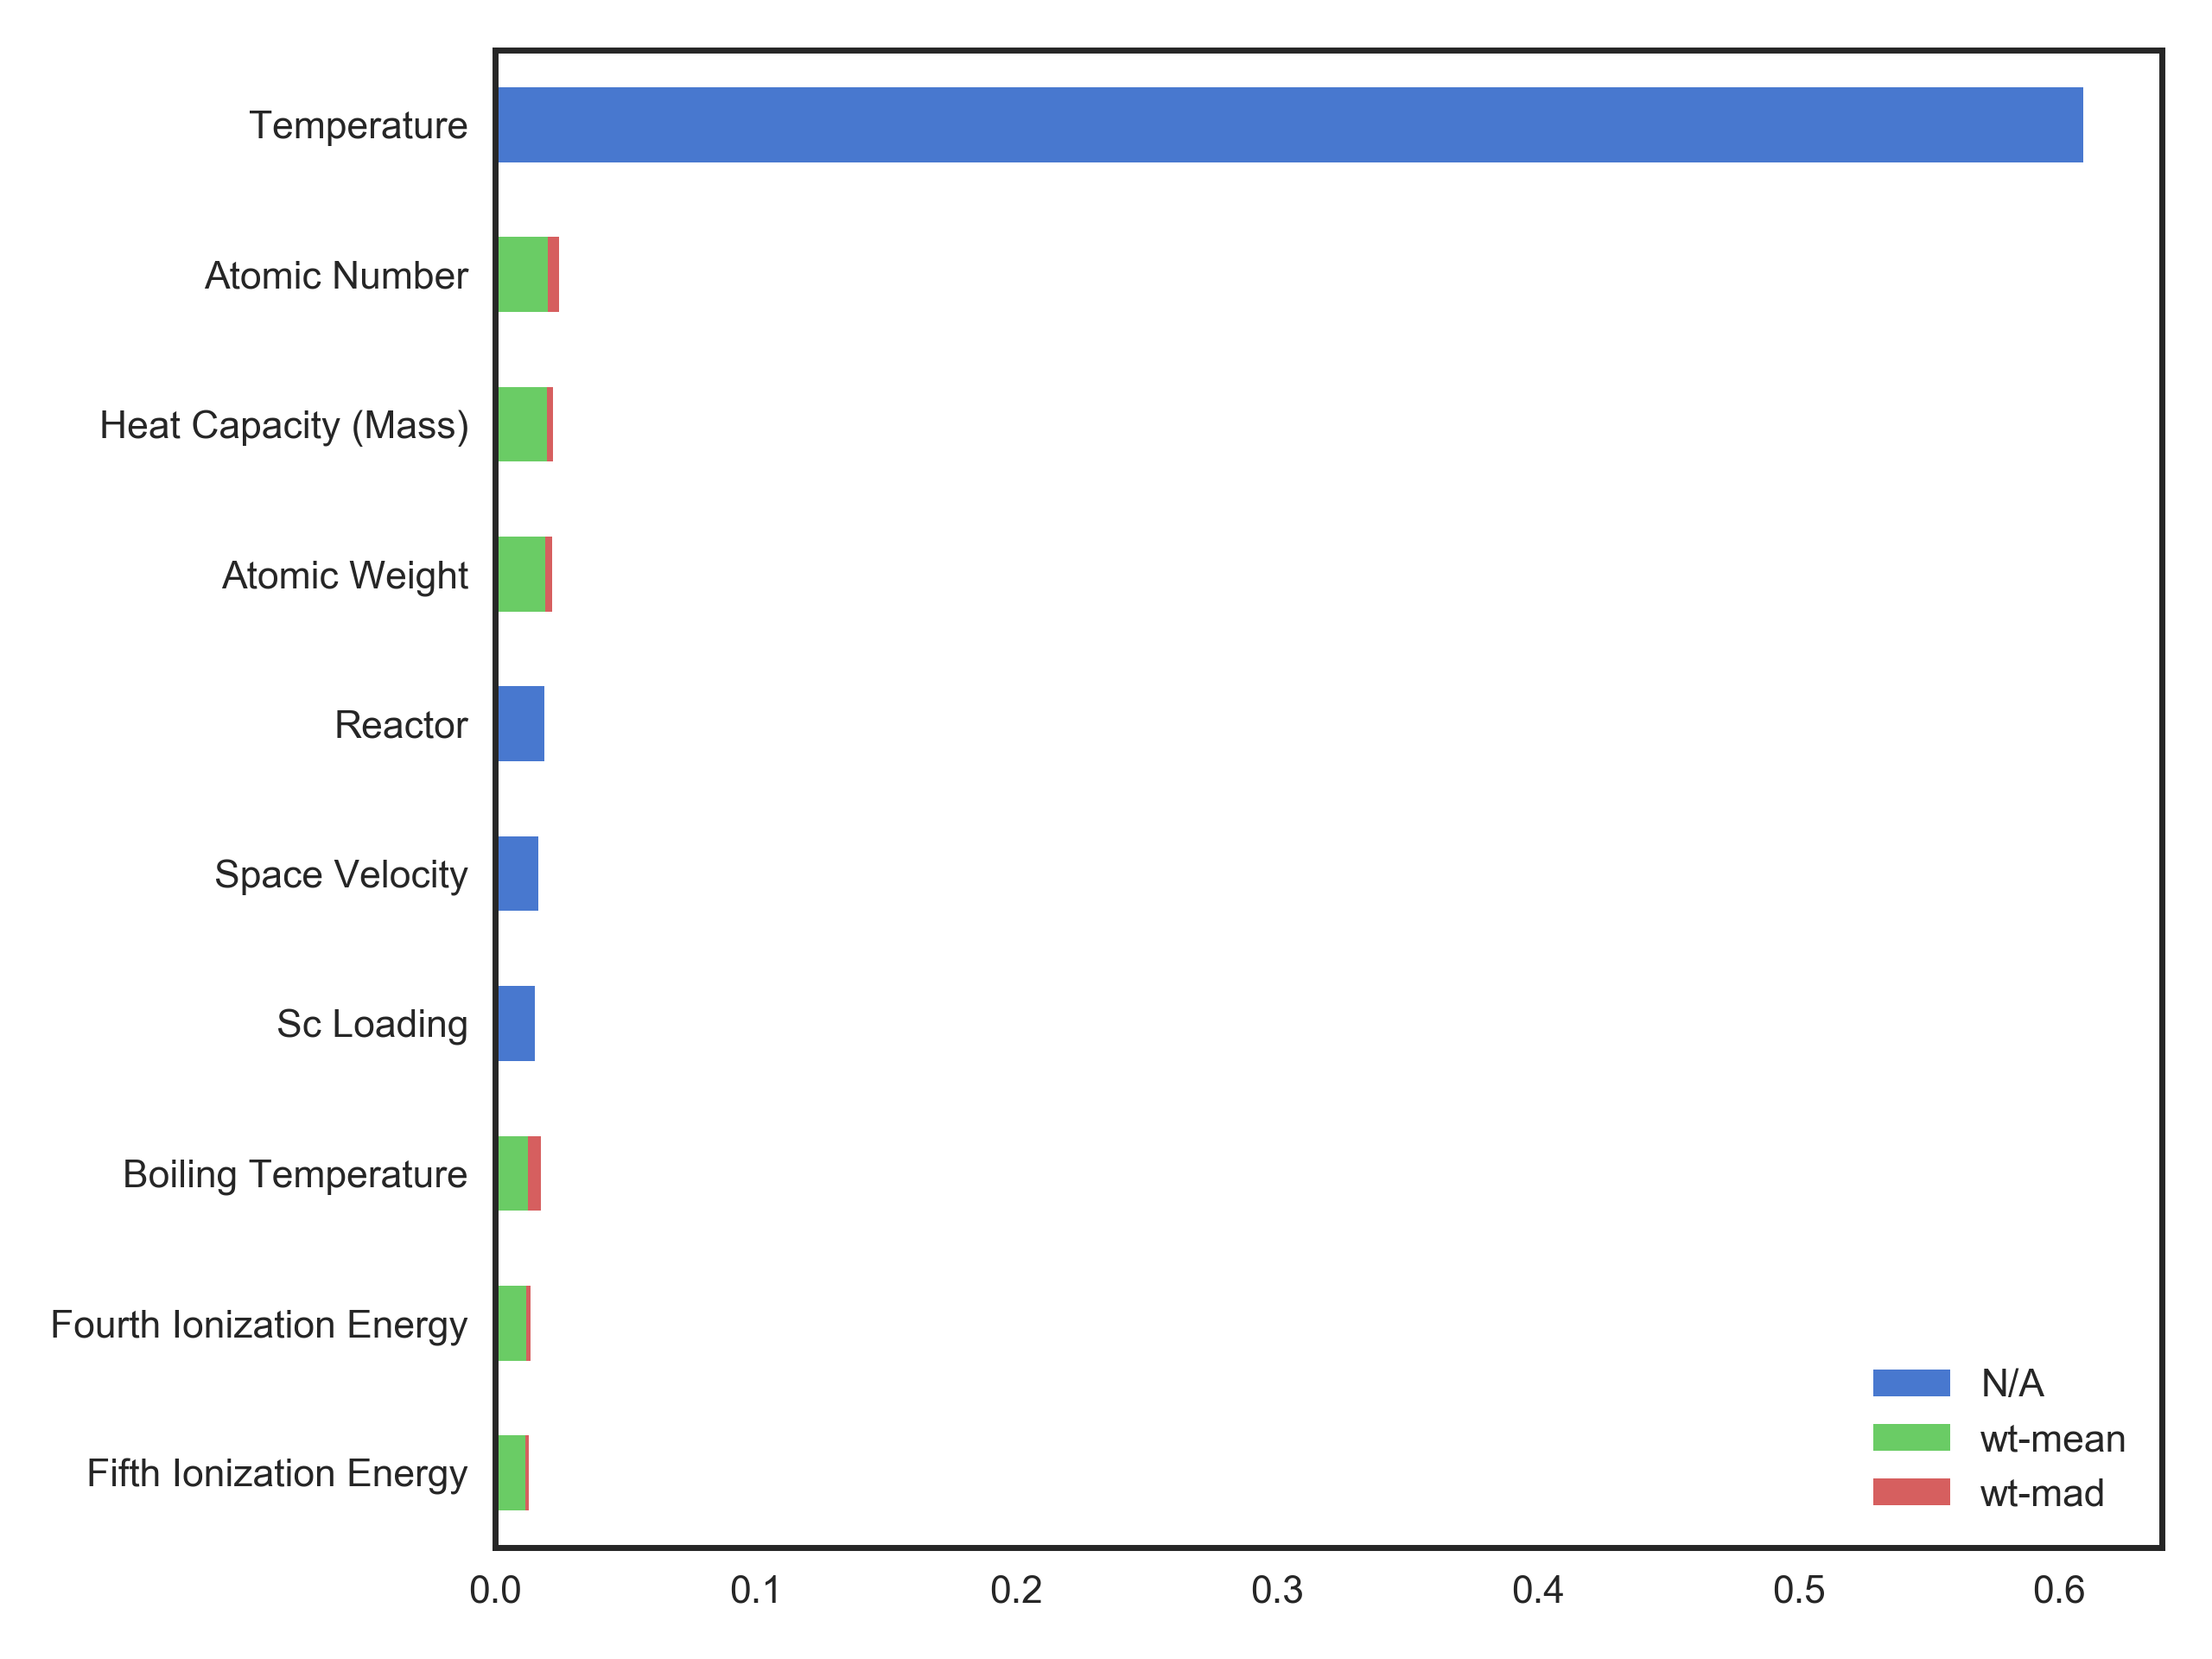 Temperature
Atomic Number
Heat Capacity (Mass)
Atomic Weight
Reactor
Space Velocity
Sc Loading
Boiling Temperature
Fourth Ionization Energy
Fifth Ionization Energy
N/A
wt-mean
wt-mad
0.0 0.1 0.2 0.3 0.4 0.5 0.6